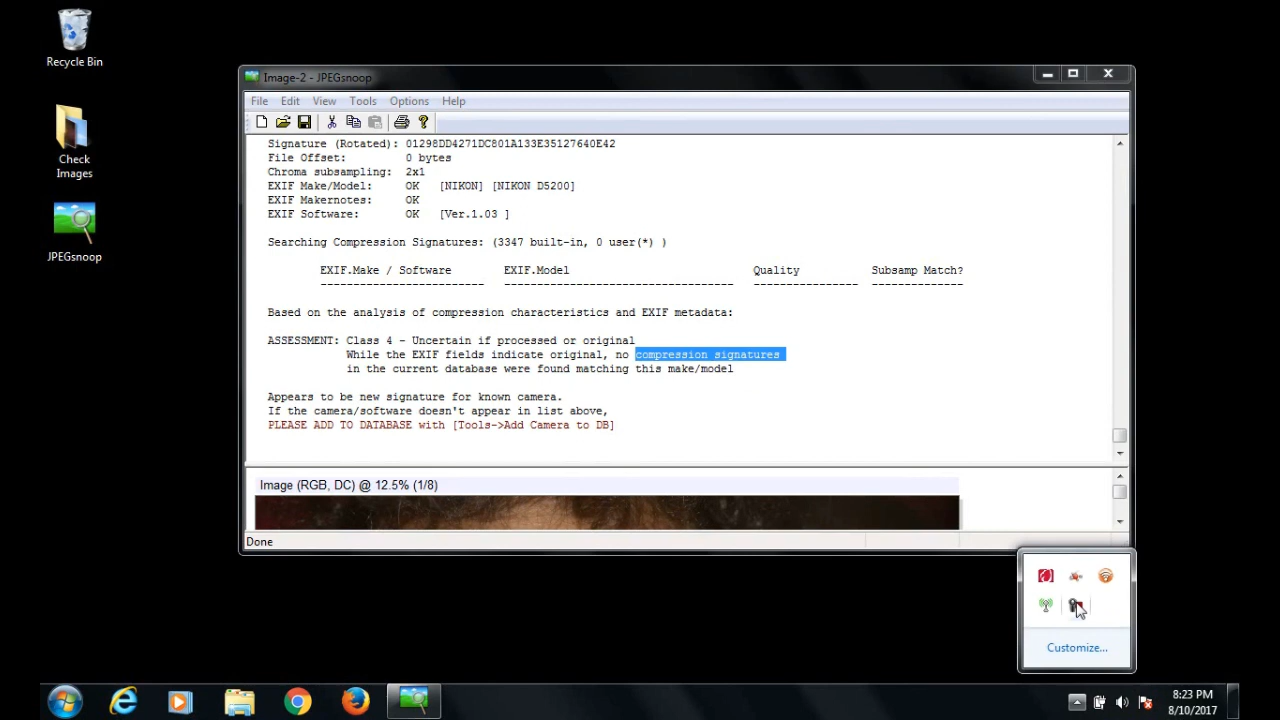 Recycle Bin
Check
Images
JPEGsnoop
Image-2 - JPEGsnoop
File Edit View Tools Options Help
Signature (Rotated): 01298DD4271DC801A133E35127640E42
File Offset: 0 bytes
Chroma subsampling: 2x1
EXIF Make/Model: OK [NIKON] [NIKON D5200]
EXIF Makernotes: OK
EXIF Software: OK [Ver.1.03 ]
Searching Compression Signatures: (3347 built-in, 0 user(*) )
EXIF.Make / Software EXIF.Model Quality Subsamp Match?
------------------------- ----------------------------------- ---------------- --------------
Based on the analysis of compression characteristics and EXIF metadata:
ASSESSMENT: Class 4 - Uncertain if processed or original
While the EXIF fields indicate original, no compression signatures
in the current database were found matching this make/model
Appears to be new signature for known camera.
If the camera/software doesn't appear in list above,
PLEASE ADD TO DATABASE with [Tools->Add Camera to DB]
Image (RGB, DC) @ 12.5% (1/8)
Done
Customize...
8:23 PM
8/10/2017